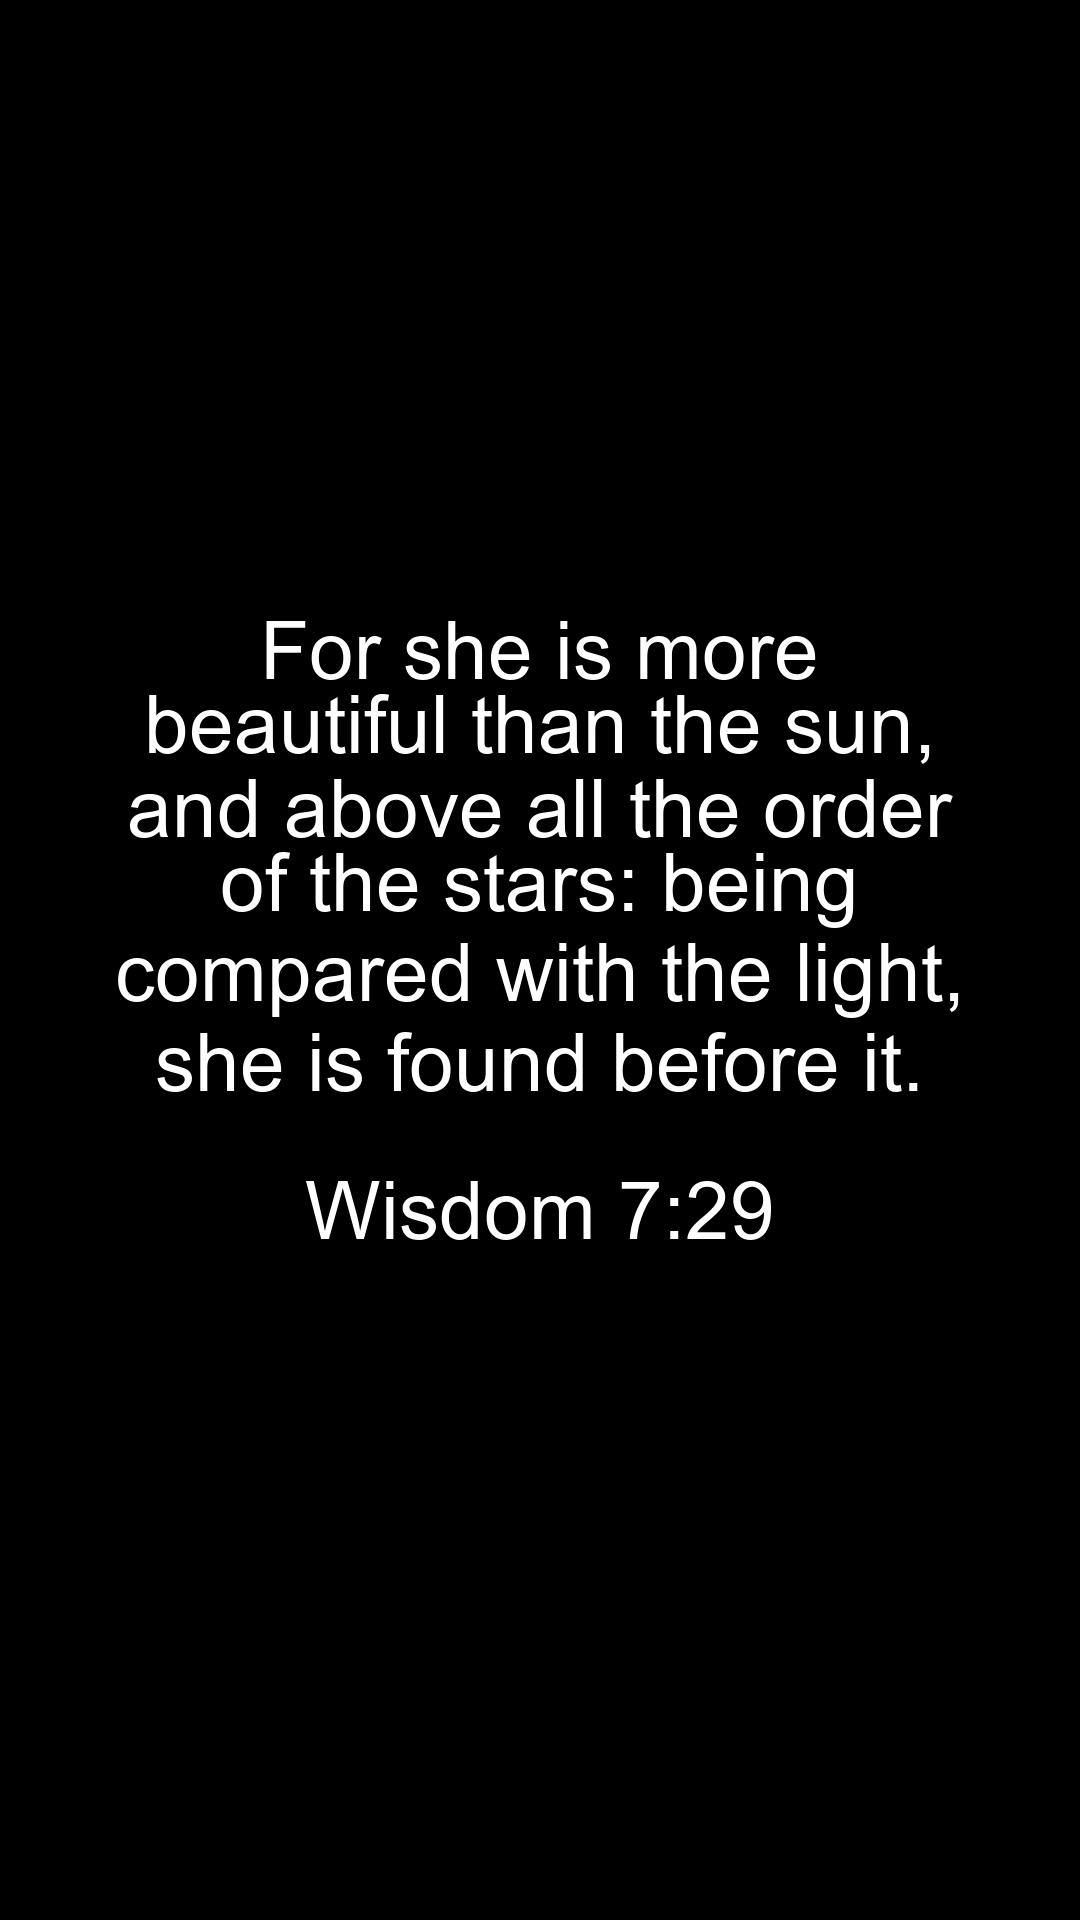 For she is more
beautiful than the sun,
and above all the order
of the stars: being
compared with the light,
she is found before it.
Wisdom 7:29